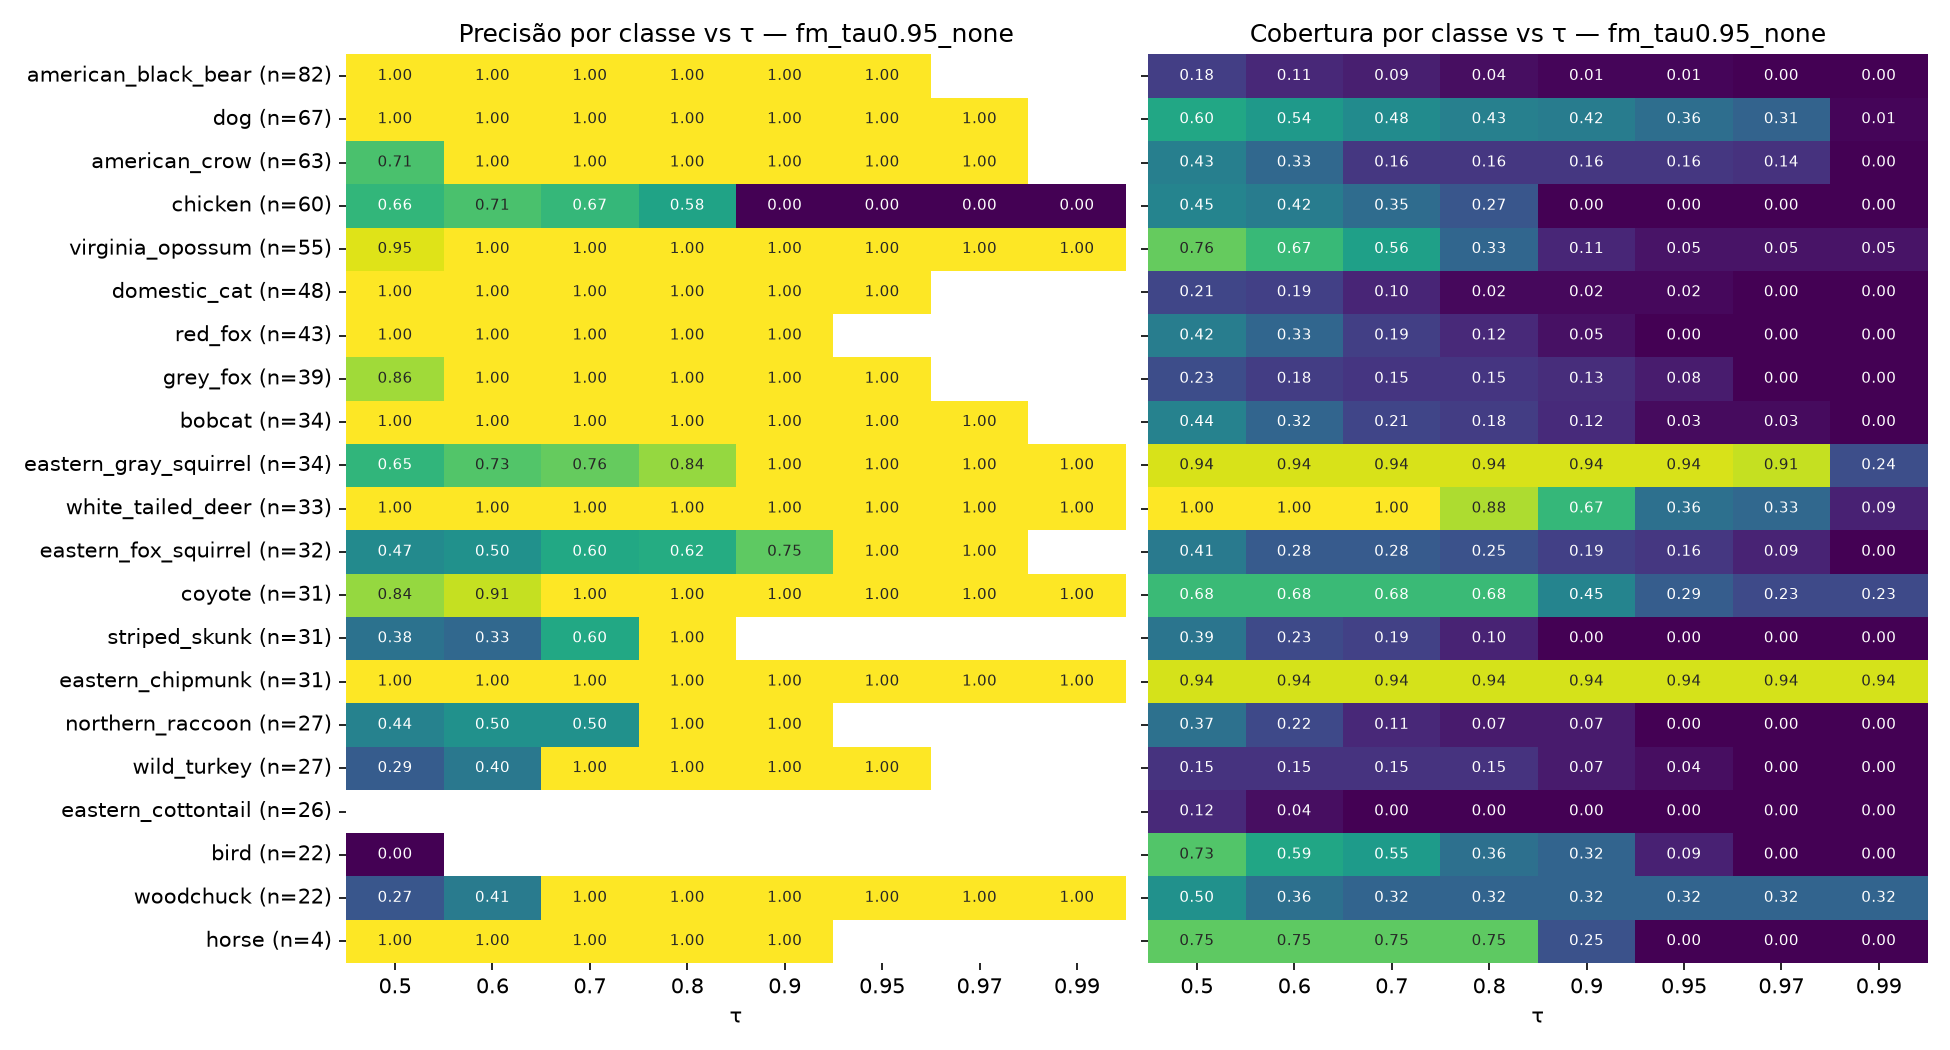 Precisão por classe vs τ — fm_tau0.95_none
american_black_bear (n=82) 1.00 1.00 1.00 1.00 1.00 1.00
dog (n=67) 1.00 1.00 1.00 1.00 1.00 1.00 1.00
american_crow (n=63) 0.71 1.00 1.00 1.00 1.00 1.00 1.00
chicken (n=60) 0.66 0.71 0.67 0.58 0.00 0.00 0.00 0.00
virginia_opossum (n=55) 0.95 1.00 1.00 1.00 1.00 1.00 1.00 1.00
domestic_cat (n=48) 1.00 1.00 1.00 1.00 1.00 1.00
red_fox (n=43) 1.00 1.00 1.00 1.00 1.00
grey_fox (n=39) 0.86 1.00 1.00 1.00 1.00 1.00
bobcat (n=34) 1.00 1.00 1.00 1.00 1.00 1.00 1.00
eastern_gray_squirrel (n=34) 0.65 0.73 0.76 0.84 1.00 1.00 1.00 1.00
white_tailed_deer (n=33) 1.00 1.00 1.00 1.00 1.00 1.00 1.00 1.00
eastern_fox_squirrel (n=32) 0.47 0.50 0.60 0.62 0.75 1.00 1.00
coyote (n=31) 0.84 0.91 1.00 1.00 1.00 1.00 1.00 1.00
striped_skunk (n=31) 0.38 0.33 0.60 1.00
eastern_chipmunk (n=31) 1.00 1.00 1.00 1.00 1.00 1.00 1.00 1.00
northern_raccoon (n=27) 0.44 0.50 0.50 1.00 1.00
wild_turkey (n=27) 0.29 0.40 1.00 1.00 1.00 1.00
eastern_cottontail (n=26)
bird (n=22) 0.00
woodchuck (n=22) 0.27 0.41 1.00 1.00 1.00 1.00 1.00 1.00
horse (n=4) 1.00 1.00 1.00 1.00 1.00
0.5 0.6 0.7 0.8 0.9 0.95 0.97 0.99
τ
Cobertura por classe vs τ — fm_tau0.95_none
0.18 0.11 0.09 0.04 0.01 0.01 0.00 0.00
0.60 0.54 0.48 0.43 0.42 0.36 0.31 0.01
0.43 0.33 0.16 0.16 0.16 0.16 0.14 0.00
0.45 0.42 0.35 0.27 0.00 0.00 0.00 0.00
0.76 0.67 0.56 0.33 0.11 0.05 0.05 0.05
0.21 0.19 0.10 0.02 0.02 0.02 0.00 0.00
0.42 0.33 0.19 0.12 0.05 0.00 0.00 0.00
0.23 0.18 0.15 0.15 0.13 0.08 0.00 0.00
0.44 0.32 0.21 0.18 0.12 0.03 0.03 0.00
0.94 0.94 0.94 0.94 0.94 0.94 0.91 0.24
1.00 1.00 1.00 0.88 0.67 0.36 0.33 0.09
0.41 0.28 0.28 0.25 0.19 0.16 0.09 0.00
0.68 0.68 0.68 0.68 0.45 0.29 0.23 0.23
0.39 0.23 0.19 0.10 0.00 0.00 0.00 0.00
0.94 0.94 0.94 0.94 0.94 0.94 0.94 0.94
0.37 0.22 0.11 0.07 0.07 0.00 0.00 0.00
0.15 0.15 0.15 0.15 0.07 0.04 0.00 0.00
0.12 0.04 0.00 0.00 0.00 0.00 0.00 0.00
0.73 0.59 0.55 0.36 0.32 0.09 0.00 0.00
0.50 0.36 0.32 0.32 0.32 0.32 0.32 0.32
0.75 0.75 0.75 0.75 0.25 0.00 0.00 0.00
0.5 0.6 0.7 0.8 0.9 0.95 0.97 0.99
τ